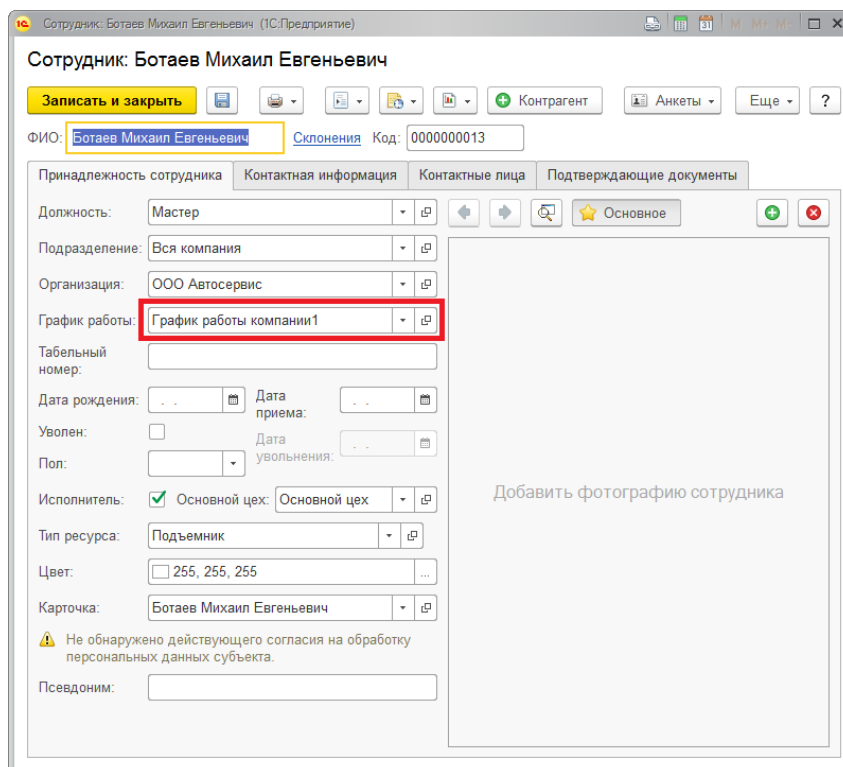 Сотрудник: Ботаев Михаил Евгеньевич (1С:Предприятие)
31 M M+ M-
Сотрудник: Ботаев Михаил Евгеньевич
Записать и закрыть Контрагент Анкеты Еще ?
ФИО: Ботаев Михаил Евгеньевич Склонения Код: 0000000013
Принадлежность сотрудника Контактная информация Контактные лица Подтверждающие документы
Должность: Мастер Основное
Подразделение: Вся компания
Организация: ООО Автосервис
График работы: График работы компании1
Табельный
номер:
Дата рождения: . . Дата
приема: . .
Уволен: Дата
увольнения: . .
Пол:
Исполнитель: Основной цех: Основной цех
Добавить фотографию сотрудника
Тип ресурса: Подъемник
Цвет: 255, 255, 255 ...
Карточка: Ботаев Михаил Евгеньевич
Не обнаружено действующего согласия на обработку
персональных данных субъекта.
Псевдоним: